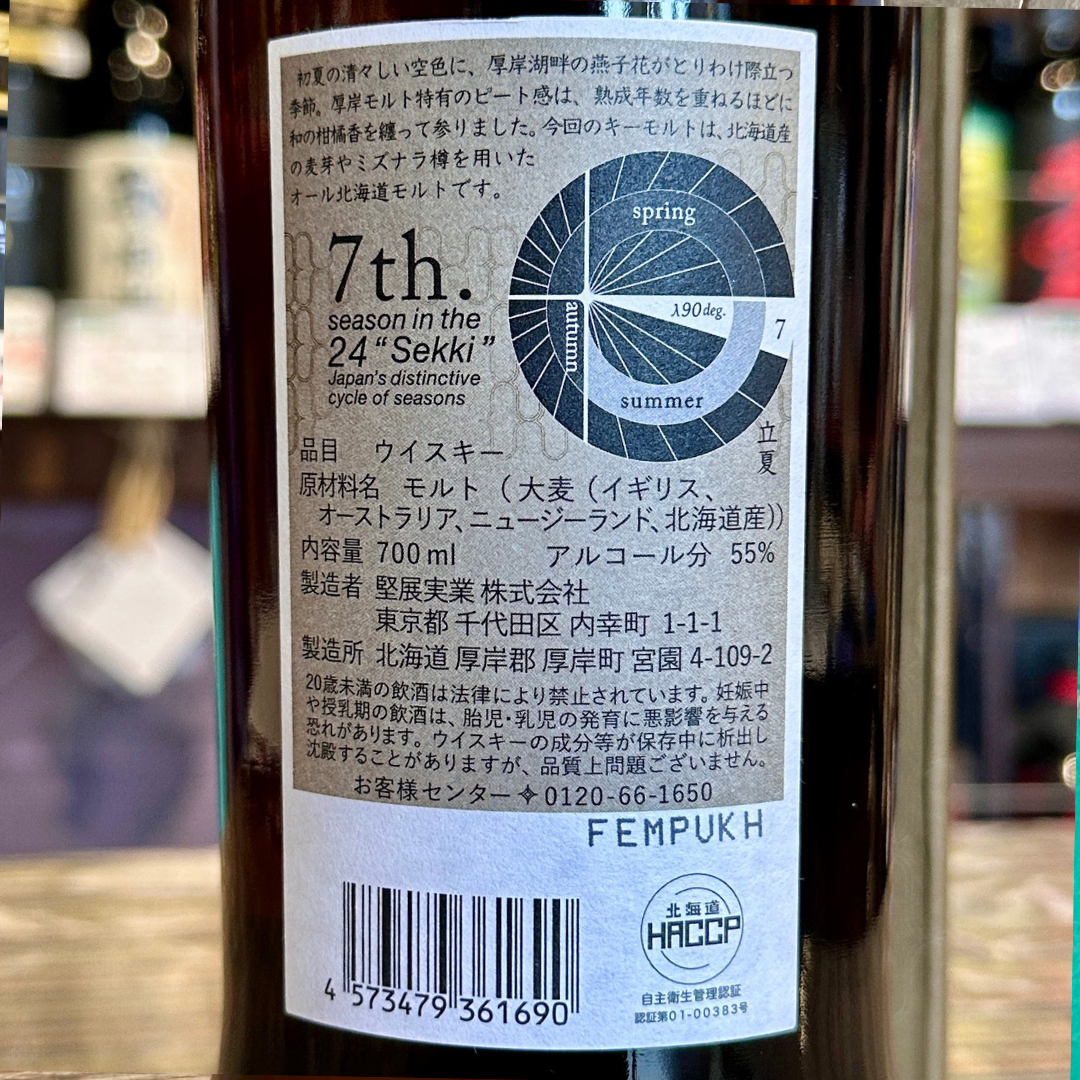 初夏の清々しい空色に、厚岸湖畔の燕子花がとりわけ際立つ
季節。厚岸モルト特有のピート感は、熟成年数を重ねるほどに
和の柑橘香を纏って参りました。今回のキーモルトは、北海道産
の麦芽やミズナラ樽を用いた
オール北海道モルトです。
spring
λ90deg.
7
autumn
summer
立夏
7th.
season in the
24 “Sekki”
Japan's distinctive
cycle of seasons
品目 ウイスキー
原材料名 モルト（大麦（イギリス、
オーストラリア、ニュージーランド、北海道産））
内容量 700ml アルコール分 55%
製造者 堅展実業 株式会社
東京都 千代田区 内幸町 1-1-1
製造所 北海道 厚岸郡 厚岸町 宮園 4-109-2
20歳未満の飲酒は法律により禁止されています。妊娠中
や授乳期の飲酒は、胎児・乳児の発育に悪影響を与える
恐れがあります。ウイスキーの成分等が保存中に析出し
沈殿することがありますが、品質上問題ございません。
お客様センター✧0120-66-1650
FEMPUKH
北海道
HACCP
自主衛生管理認証
認証第01-00383号
4 573479 361690